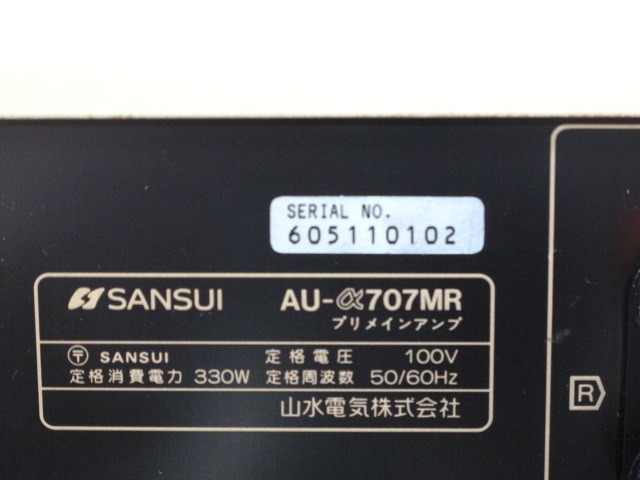 SERIAL NO.
605110102
SANSUI AU-α707MR
プリメインアンプ
〒 SANSUI 定格電圧 100V
定格消費電力 330W 定格周波数 50/60Hz
山水電気株式会社
R